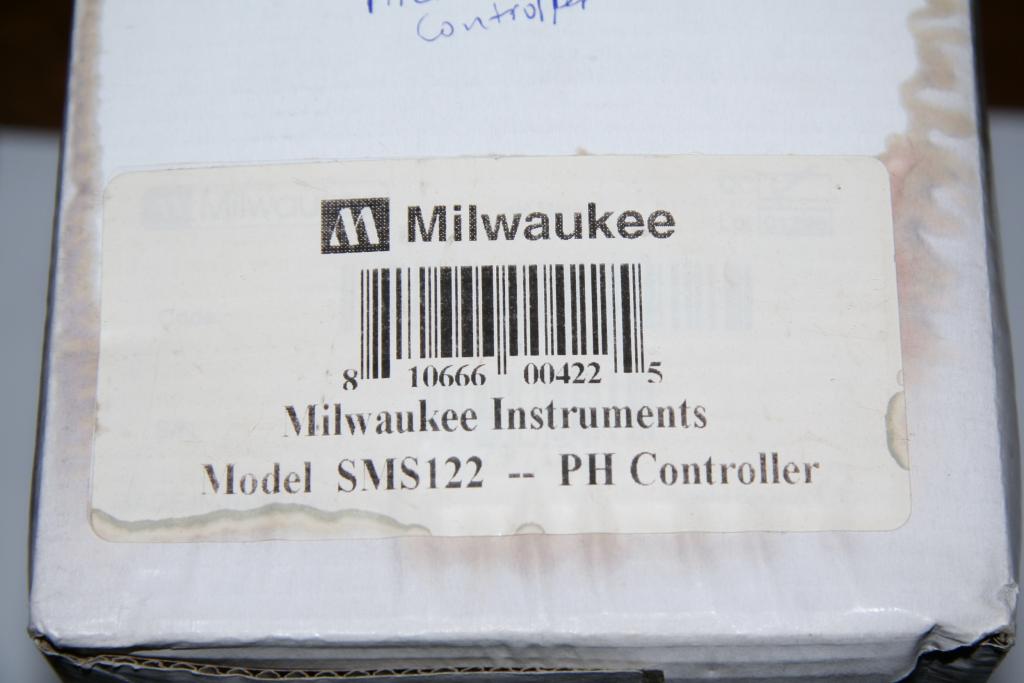 Controller
Milwaukee
8 10666 00422 5
Milwaukee Instruments
Model SMS122 -- PH Controller